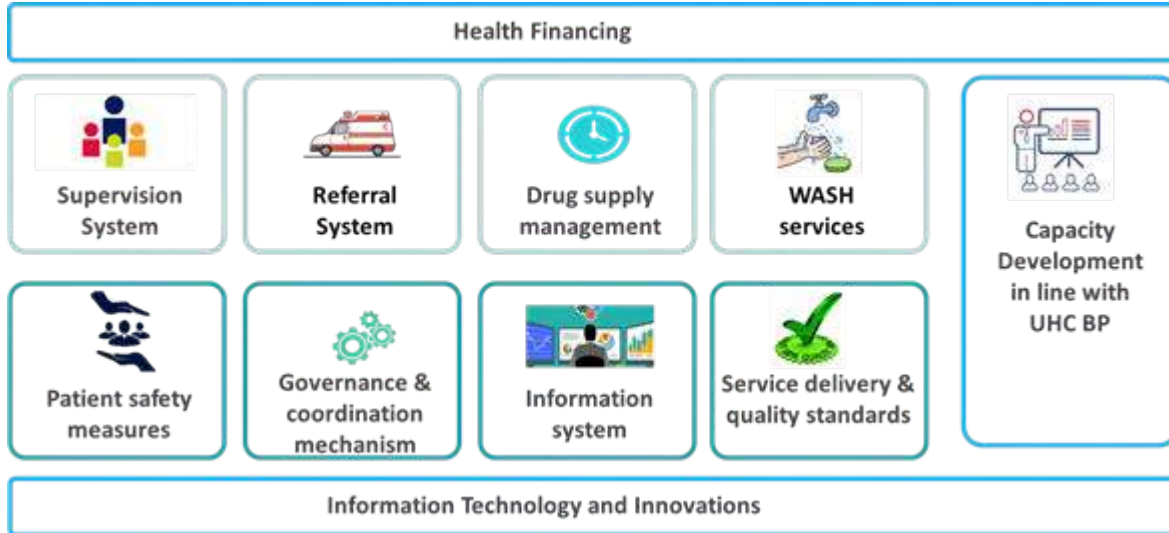 Health Financing
Supervision
System
Referral
System
Drug supply
management
WASH
services
Capacity
Development
in line with
UHC BP
Patient safety
measures
Governance &
coordination
mechanism
Information
system
Service delivery &
quality standards
Information Technology and Innovations